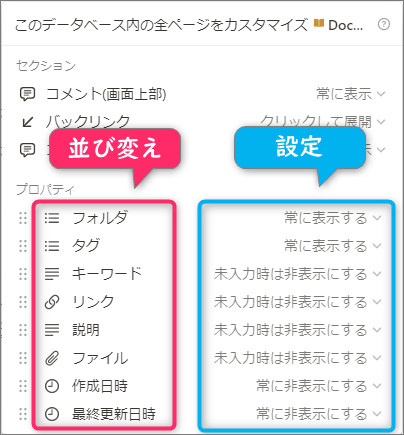 このデータベース内の全ページをカスタマイズ Doc...
セクション
コメント(画面上部) 常に表示
バックリンク クリックして展開
並び変え 設定
プロパティ
フォルダ 常に表示する
タグ 常に表示する
キーワード 未入力時は非表示にする
リンク 未入力時は非表示にする
説明 未入力時は非表示にする
ファイル 未入力時は非表示にする
作成日時 常に非表示にする
最終更新日時 常に非表示にする